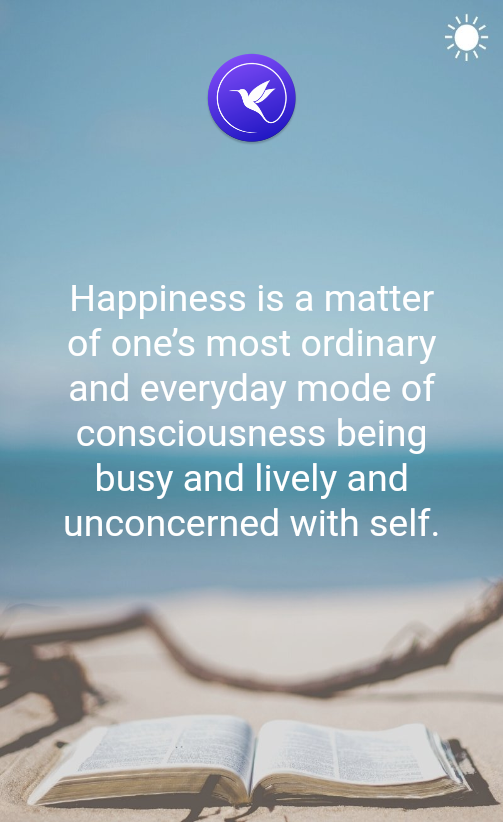 Happiness is a matter
of one’s most ordinary
and everyday mode of
consciousness being
busy and lively and
unconcerned with self.